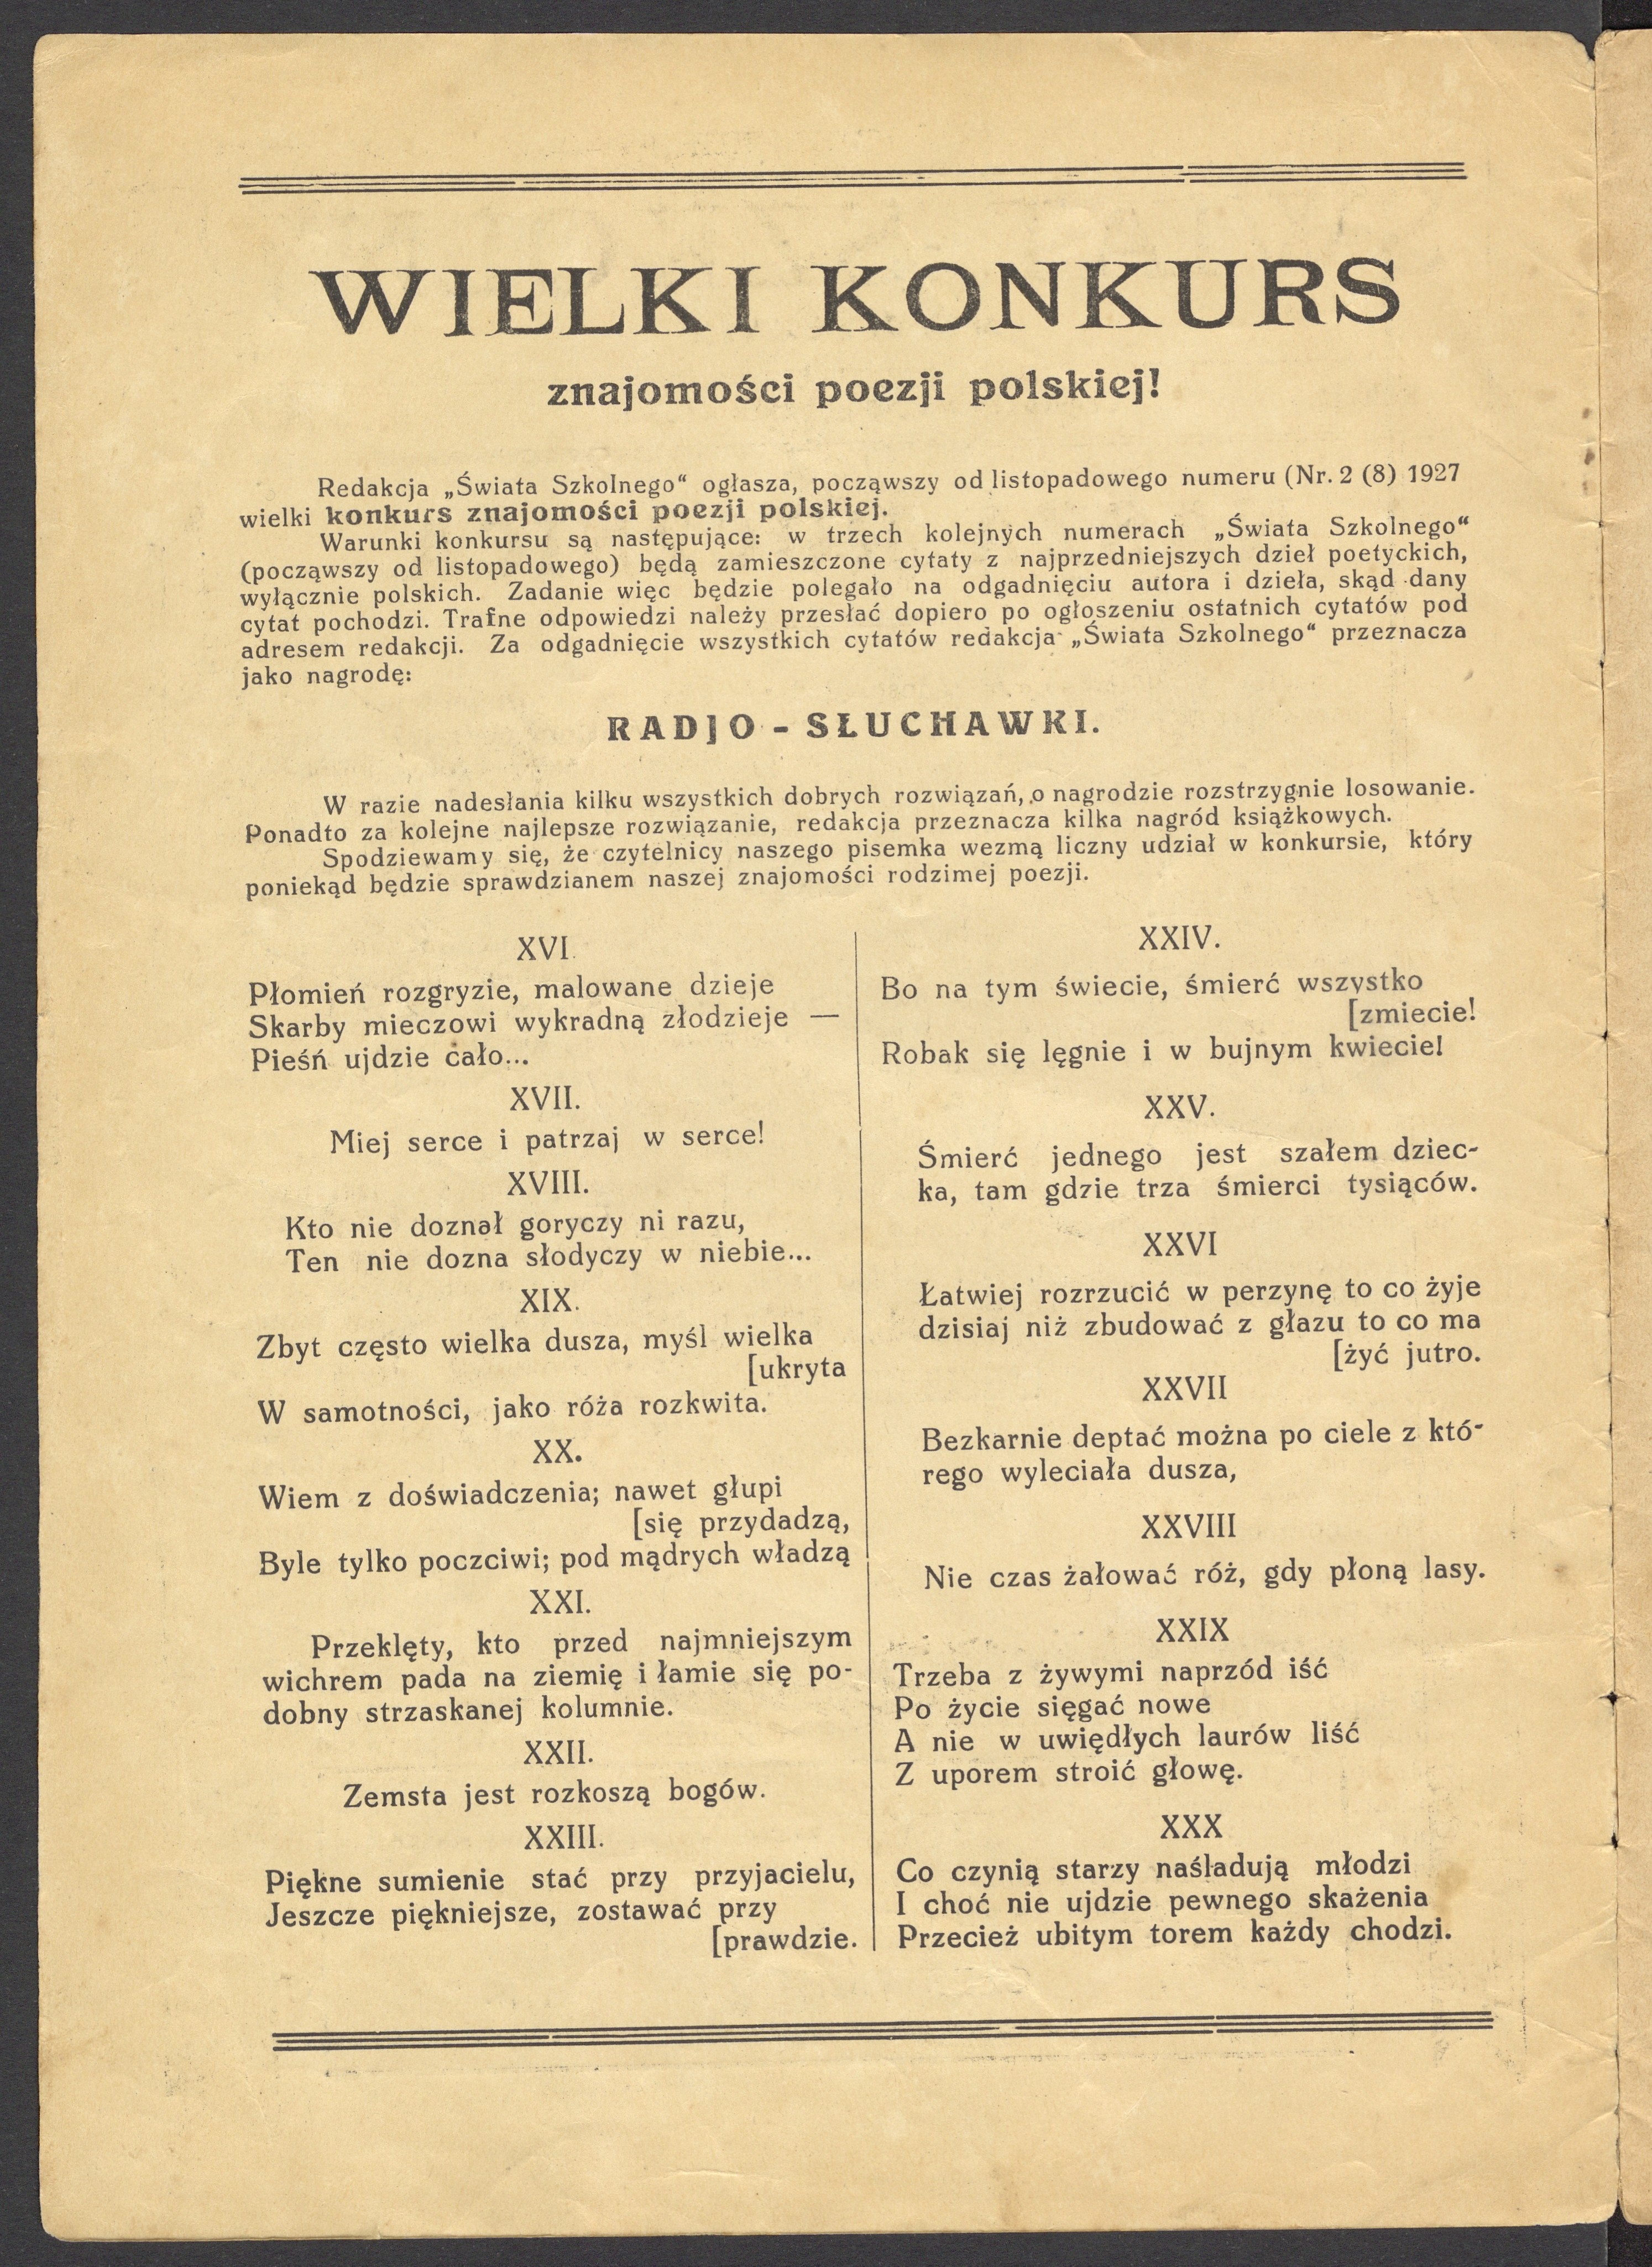 WIELKI KONKURS
znajomości poezji polskiej!
Redakcja „Świata Szkolnego“ ogłasza, począwszy od listopadowego numeru (Nr. 2 (8) 1927
wielki konkurs znajomości poezji polskiej.
Warunki konkursu są następujące: w trzech kolejnych numerach „Świata Szkolnego“
(począwszy od listopadowego) będą zamieszczone cytaty z najprzedniejszych dzieł poetyckich,
wyłącznie polskich. Zadanie więc będzie polegało na odgadnięciu autora i dzieła, skąd dany
cytat pochodzi. Trafne odpowiedzi należy przesłać dopiero po ogłoszeniu ostatnich cytatów pod
adresem redakcji. Za odgadnięcie wszystkich cytatów redakcja „Świata Szkolnego“ przeznacza
jako nagrodę:
RADJO - SŁUCHAWKI.
W razie nadesłania kilku wszystkich dobrych rozwiązań, o nagrodzie rozstrzygnie losowanie.
Ponadto za kolejne najlepsze rozwiązanie, redakcja przeznacza kilka nagród książkowych.
Spodziewamy się, że czytelnicy naszego pisemka wezmą liczny udział w konkursie, który
poniekąd będzie sprawdzianem naszej znajomości rodzimej poezji.
XVI.
Płomień rozgryzie, malowane dzieje
Skarby mieczowi wykradną złodzieje —
Pieśń ujdzie cało...
XVII.
Miej serce i patrzaj w serce!
XVIII.
Kto nie doznał goryczy ni razu,
Ten nie dozna słodyczy w niebie...
XIX.
Zbyt często wielka dusza, myśl wielka
[ukryta
W samotności, jako róża rozkwita.
XX.
Wiem z doświadczenia; nawet głupi
[się przydadzą,
Byle tylko poczciwi; pod mądrych władzą
XXI.
Przeklęty, kto przed najmniejszym
wichrem pada na ziemię i łamie się po-
dobny strzaskanej kolumnie.
XXII.
Zemsta jest rozkoszą bogów.
XXIII.
Piękne sumienie stać przy przyjacielu,
Jeszcze piękniejsze, zostawać przy
[prawdzie.
XXIV.
Bo na tym świecie, śmierć wszystko
[zmiecie!
Robak się lęgnie i w bujnym kwiecie!
XXV.
Śmierć jednego jest szałem dziec-
ka, tam gdzie trza śmierci tysiąców.
XXVI
Łatwiej rozrzucić w perzynę to co żyje
dzisiaj niż zbudować z głazu to co ma
[żyć jutro.
XXVII
Bezkarnie deptać można po ciele z któ-
rego wyleciała dusza,
XXVIII
Nie czas żałować róż, gdy płoną lasy.
XXIX
Trzeba z żywymi naprzód iść
Po życie sięgać nowe
A nie w uwiędłych laurów liść
Z uporem stroić głowę.
XXX
Co czynią starzy naśladują młodzi
I choć nie ujdzie pewnego skażenia
Przecież ubitym torem każdy chodzi.